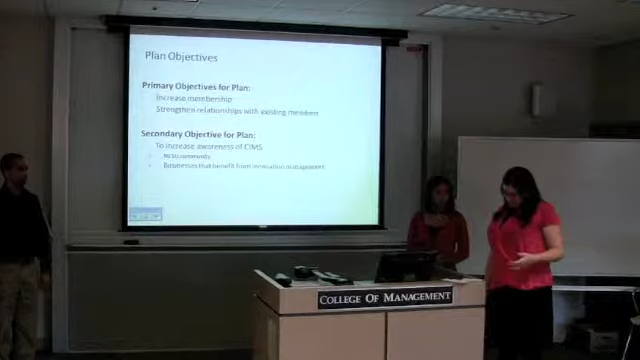 Plan Objectives
Primary Objectives for Plan:
Increase membership
Strengthen relationships with existing members
Secondary Objective for Plan:
To increase awareness of CIMS
NCSU community
Businesses that benefit from innovation management
COLLEGE OF MANAGEMENT